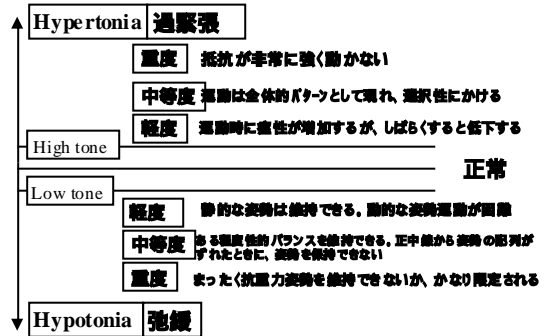 Hypertonia 過緊張
重度 抵抗が非常に強く動かない
中等度 運動は全体的パターンとして現れ、選択性にかける
軽度 運動時に痙性が増加するが、しばらくすると低下する
High tone
正常
Low tone
軽度 静的な姿勢は維持できる。動的な姿勢運動が困難
中等度 ある程度性的バランスを維持できる。正中線から姿勢の配列が
ずれたときに、姿勢を保持できない
重度 まったく抗重力姿勢を維持できないか、かなり限定される
Hypotonia 弛緩